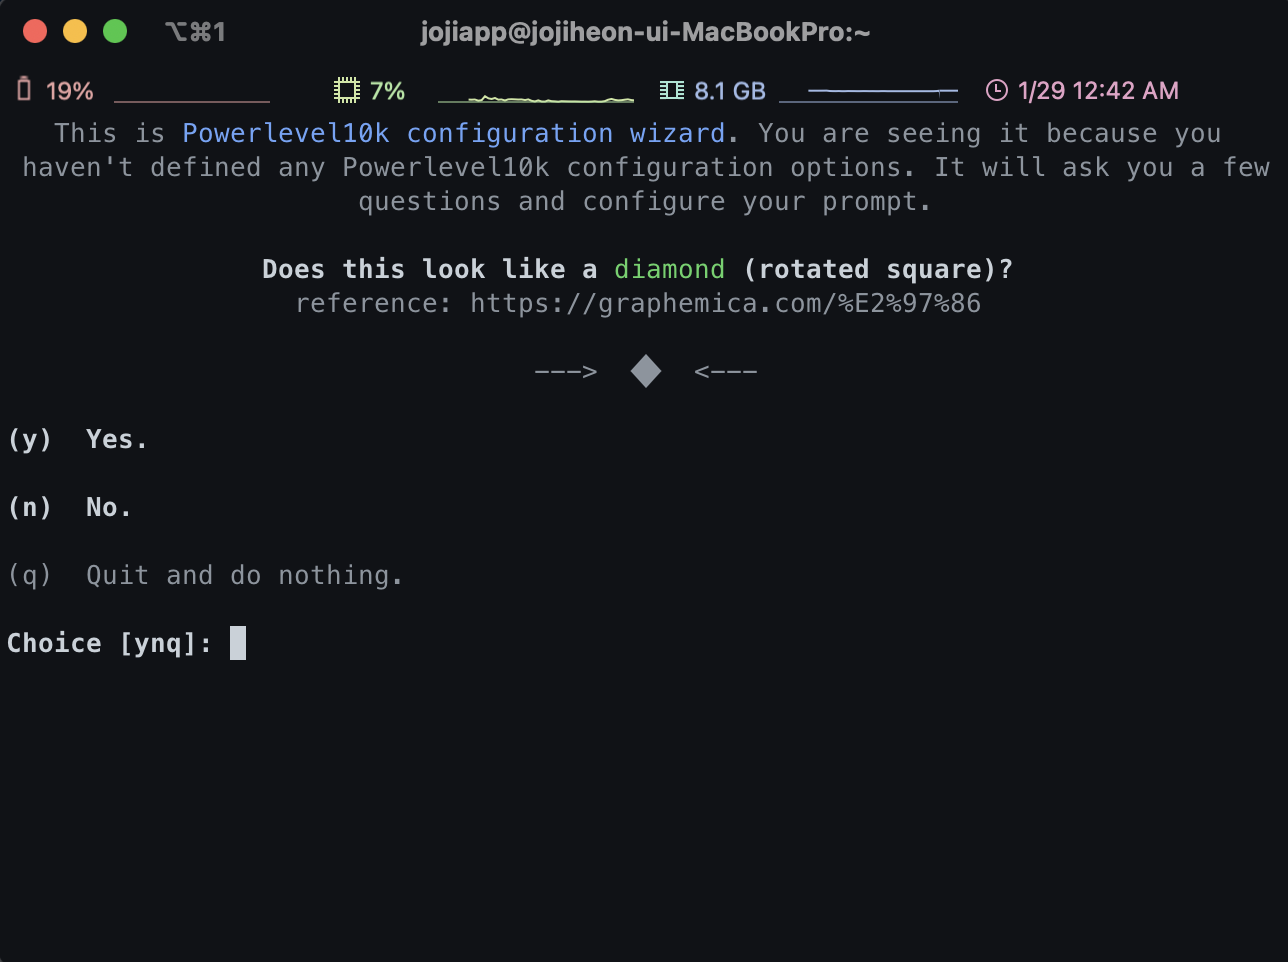 ⌥⌘1 jojiapp@jojiheon-ui-MacBookPro:~
19% 7% 8.1 GB 1/29 12:42 AM
This is Powerlevel10k configuration wizard. You are seeing it because you
haven't defined any Powerlevel10k configuration options. It will ask you a few
questions and configure your prompt.
Does this look like a diamond (rotated square)?
reference: https://graphemica.com/%E2%97%86
---> ◆ <---
(y) Yes.
(n) No.
(q) Quit and do nothing.
Choice [ynq]: